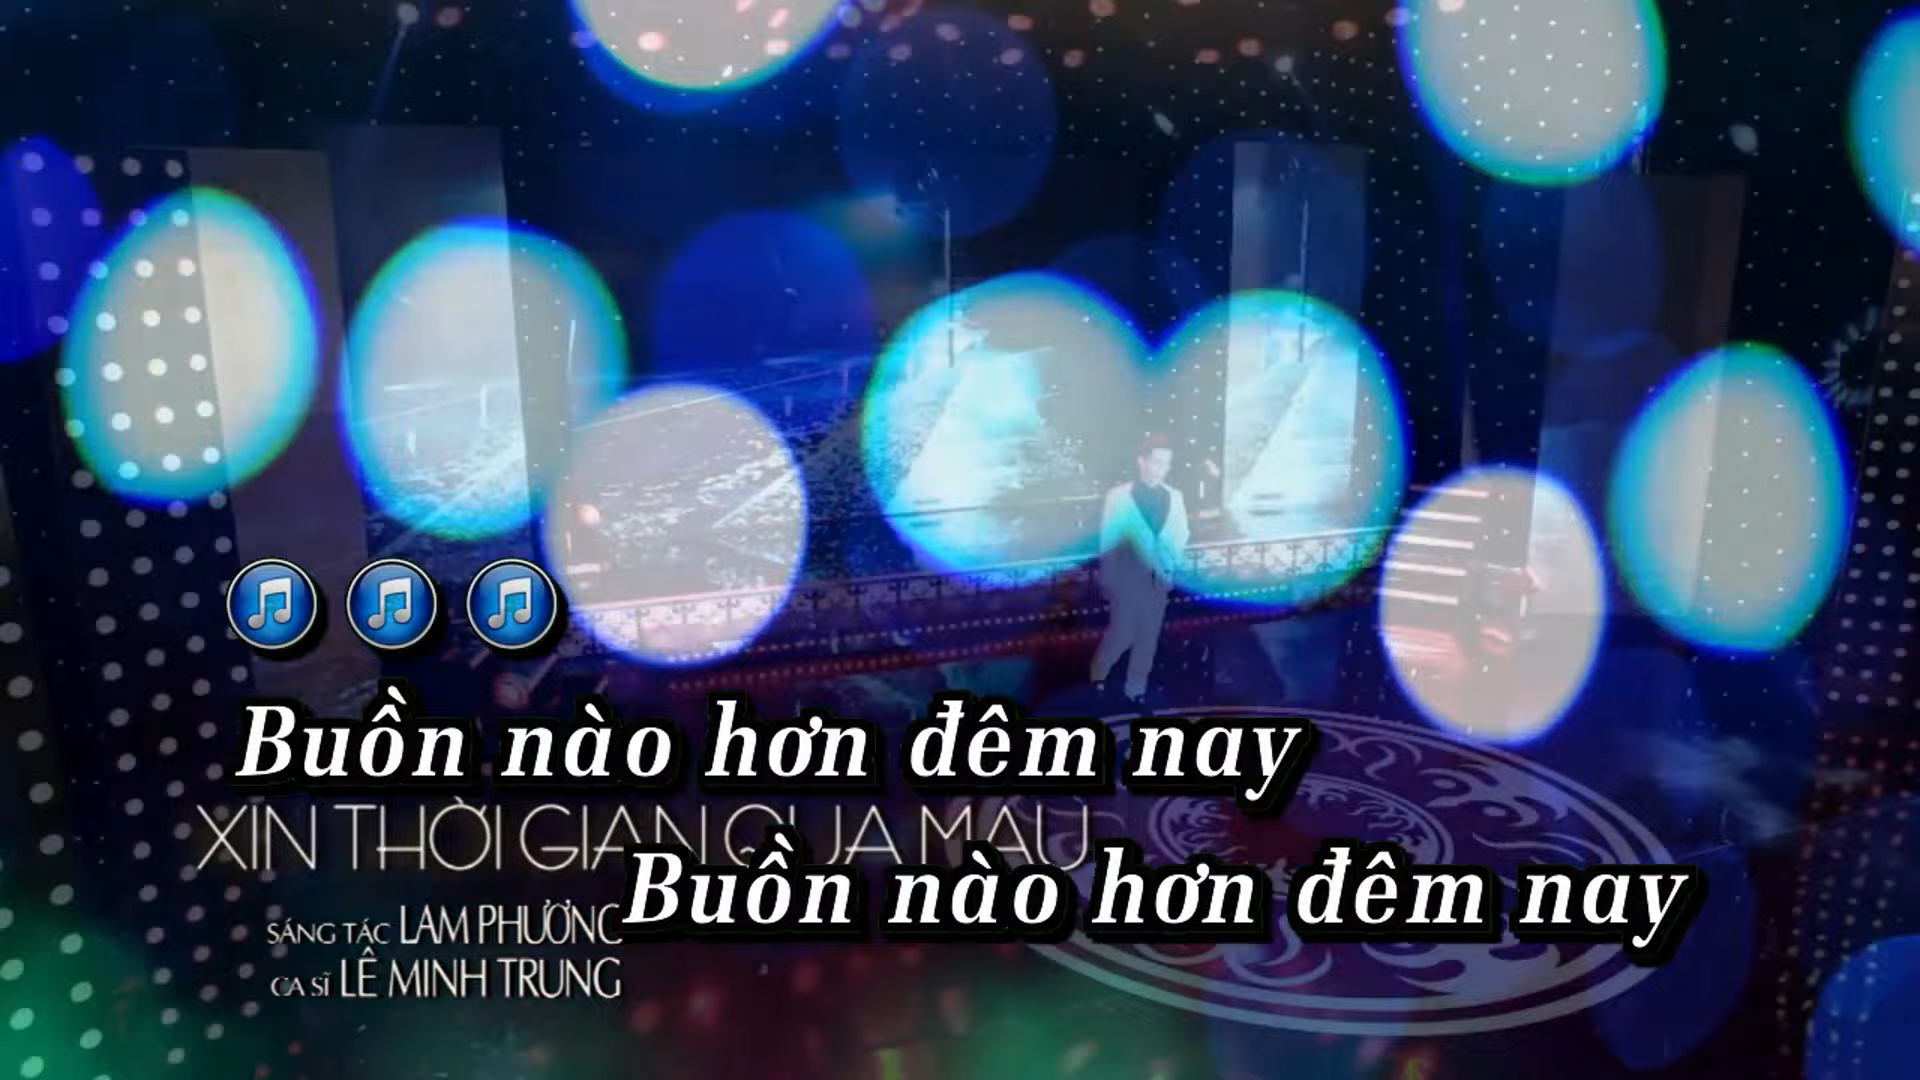 Buồn nào hơn đêm nay
XIN THỜI GIAN QUA MAU
Buồn nào hơn đêm nay
SÁNG TÁC LAM PHƯƠNG
CA SĨ LÊ MINH TRUNG